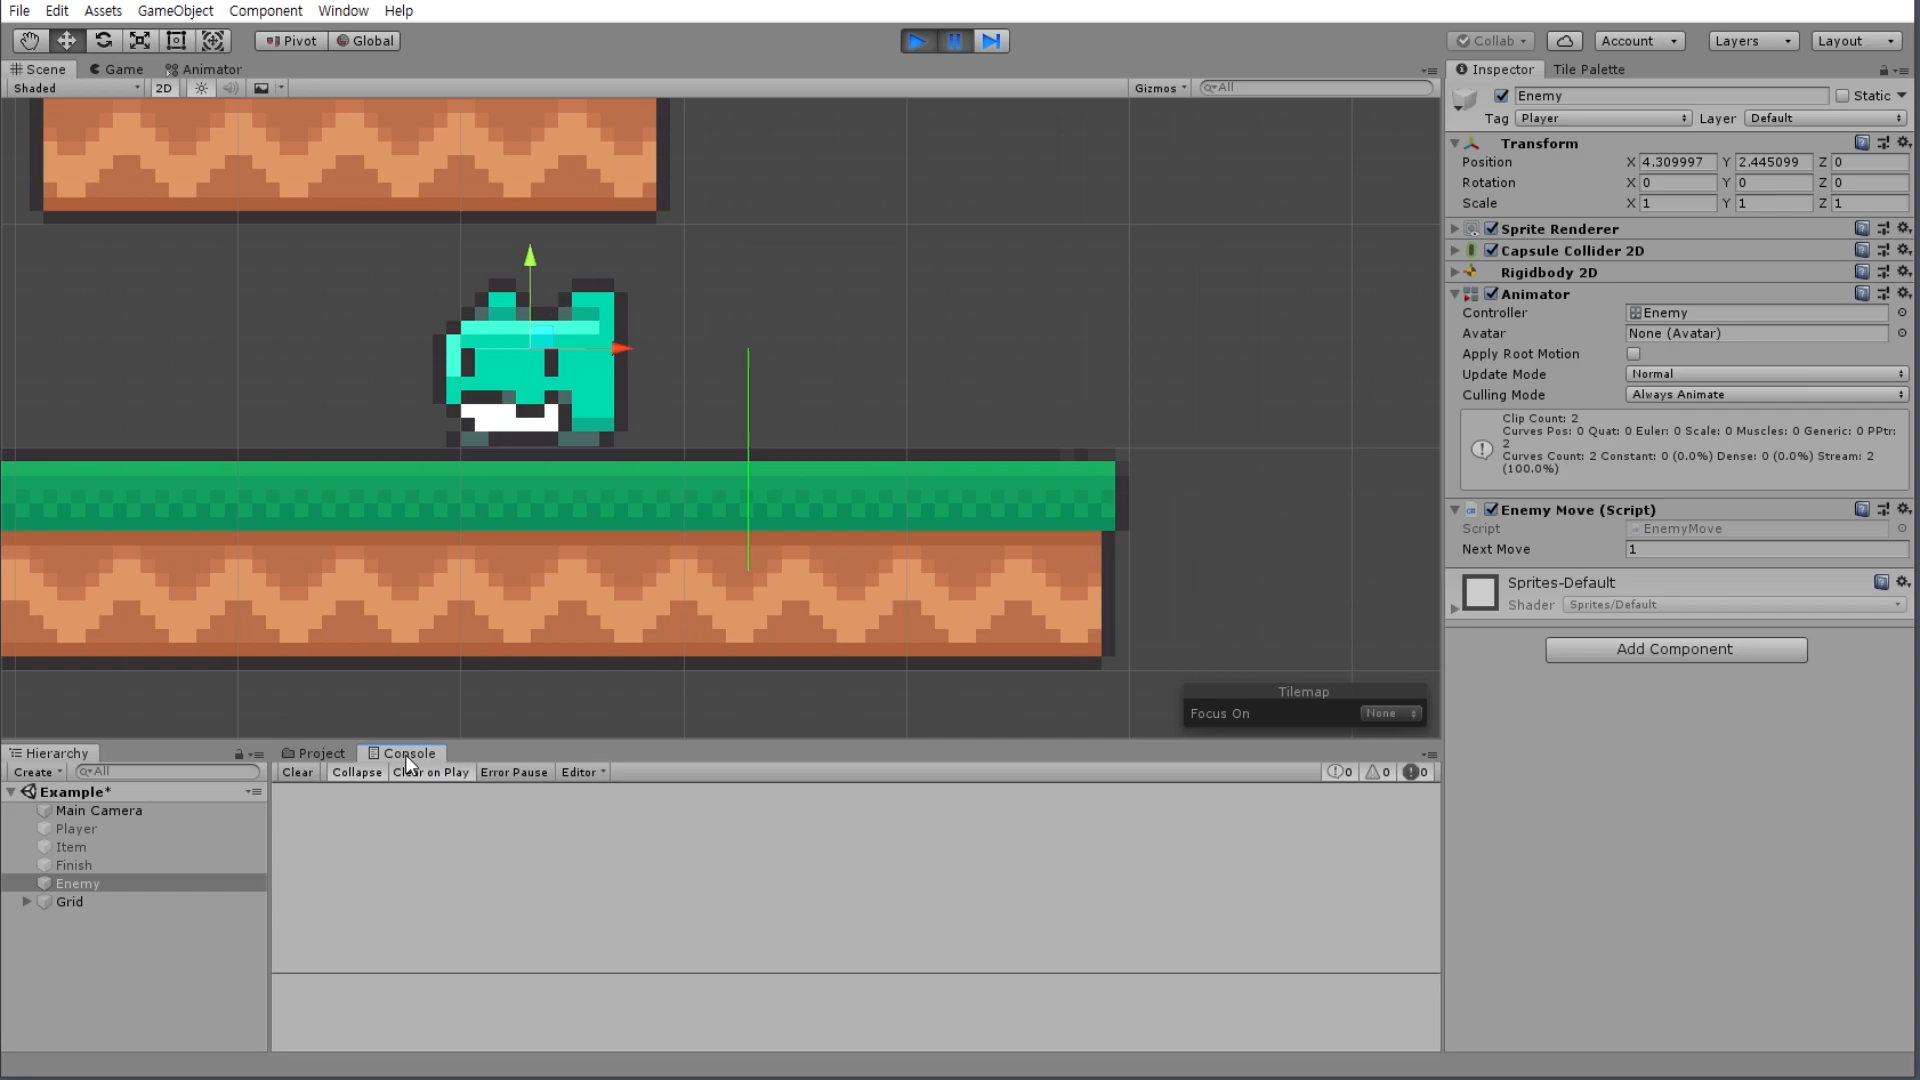 File Edit Assets GameObject Component Window Help
Pivot Global Collab Account Layers Layout
Scene Game Animator
Shaded 2D Gizmos All
Inspector Tile Palette
Enemy Static
Tag Player Layer Default
Transform
Position X 4.309997 Y 2.445099 Z 0
Rotation X 0 Y 0 Z 0
Scale X 1 Y 1 Z 1
Sprite Renderer
Capsule Collider 2D
Rigidbody 2D
Animator
Controller Enemy
Avatar None (Avatar)
Apply Root Motion
Update Mode Normal
Culling Mode Always Animate
Clip Count: 2
Curves Pos: 0 Quat: 0 Euler: 0 Scale: 0 Muscles: 0 Generic: 0 PPtr:
2
Curves Count: 2 Constant: 0 (0.0%) Dense: 0 (0.0%) Stream: 2
(100.0%)
Enemy Move (Script)
Script EnemyMove
Next Move 1
Sprites-Default
Shader Sprites/Default
Add Component
Tilemap
Focus On None
Hierarchy
Create All
Example*
Main Camera
Player
Item
Finish
Enemy
Grid
Project Console
Clear Collapse Clear on Play Error Pause Editor 0 0 0